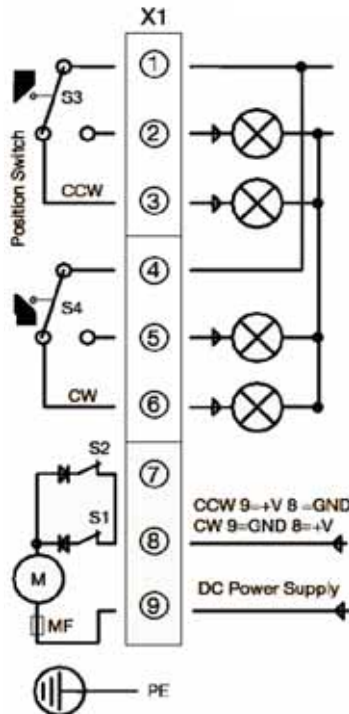 X1
1
S3
Position Switch
2
CCW
3
4
S4
5
CW
6
S2
7
CCW 9=+V 8 =GND
S1
8
CW 9=GND 8=+V
M
9
DC Power Supply
MF
PE